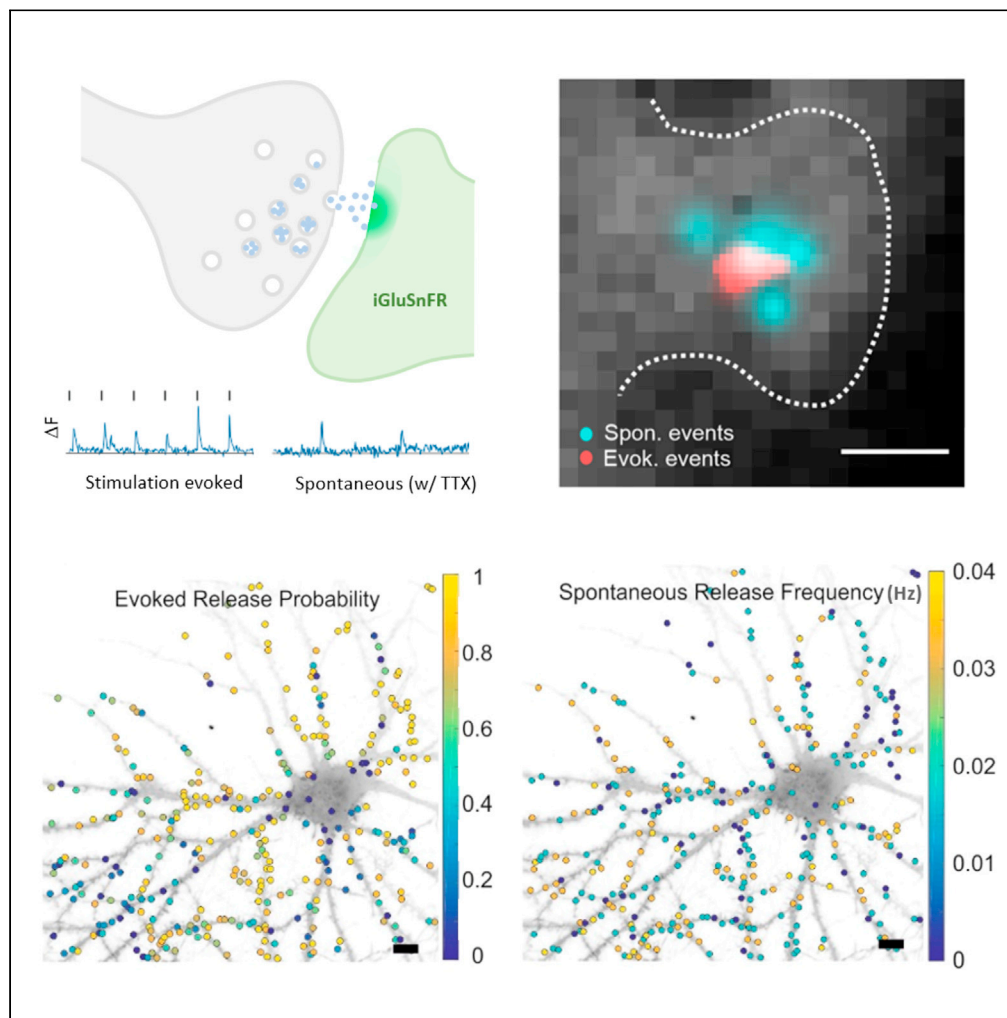 iGluSnFR
ΔF
Stimulation evoked
Spontaneous (w/ TTX)
Spon. events
Evok. events
Evoked Release Probability
1
0.8
0.6
0.4
0.2
0
Spontaneous Release Frequency (Hz)
0.04
0.03
0.02
0.01
0